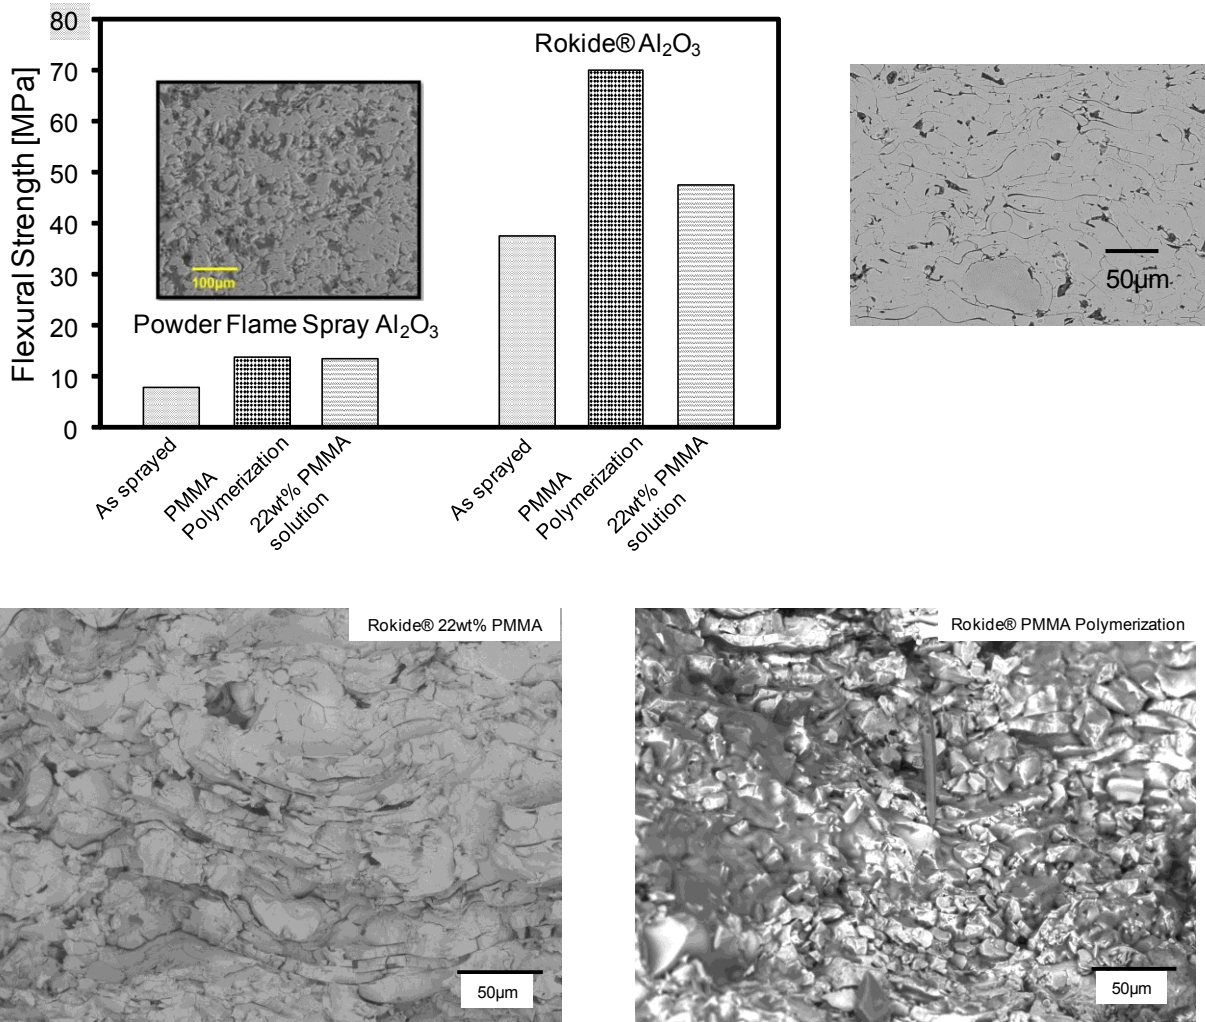 80
70
60
50
40
30
20
10
0
Flexural Strength [MPa]
Rokide® Al₂O₃
100µm
Powder Flame Spray Al₂O₃
As sprayed
PMMA
Polymerization
22wt% PMMA
solution
As sprayed
PMMA
Polymerization
22wt% PMMA
solution
50µm
Rokide® 22wt% PMMA
50µm
Rokide® PMMA Polymerization
50µm